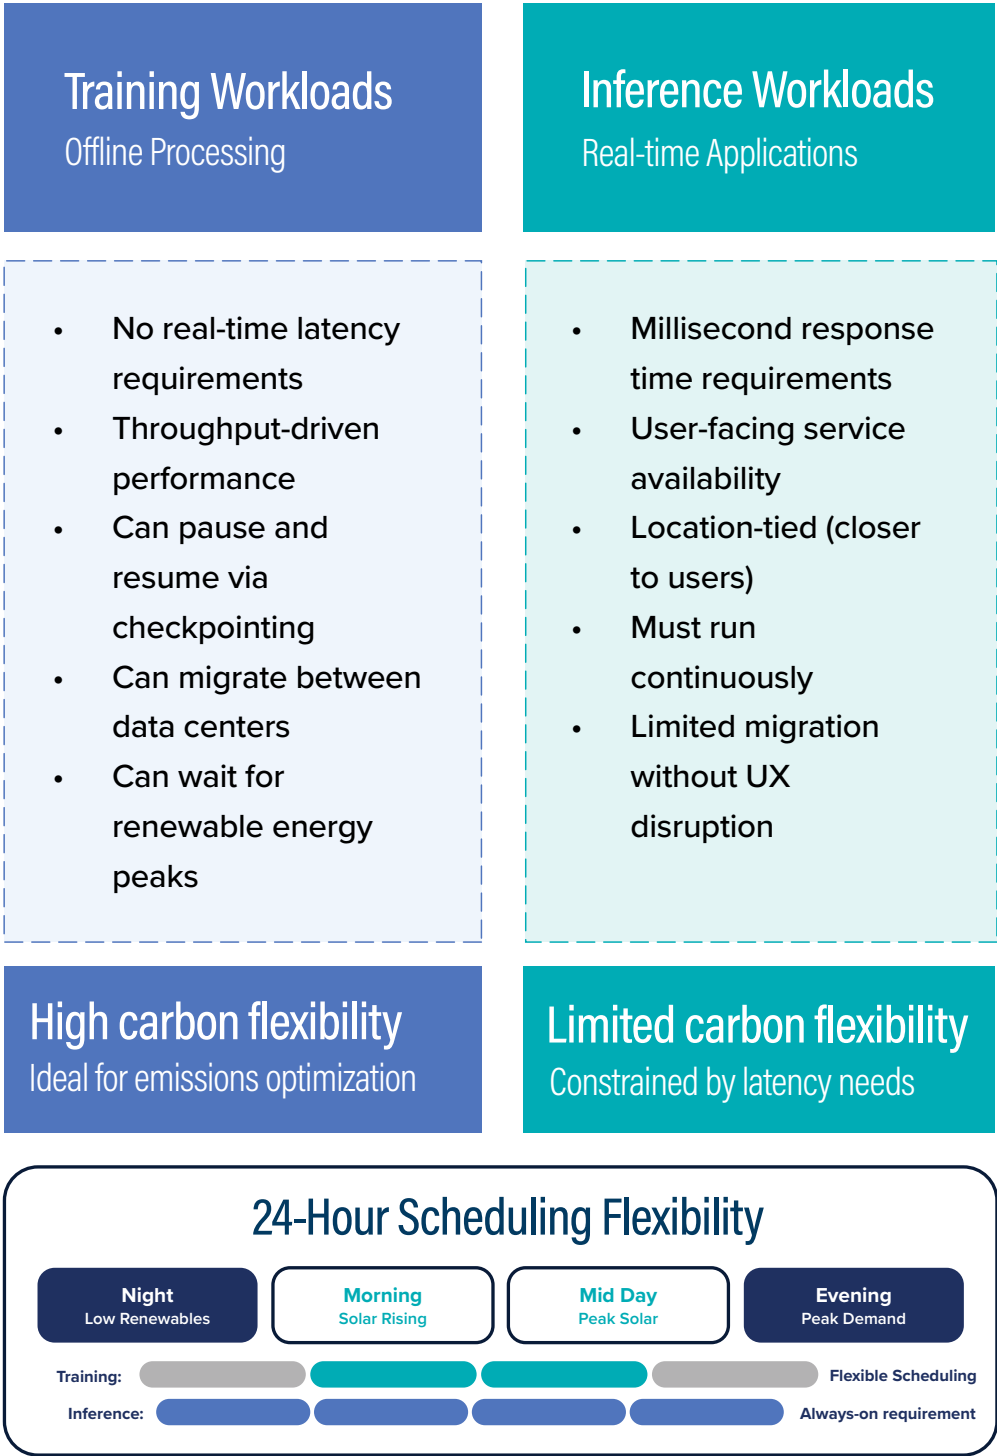 Training Workloads
Offline Processing
Inference Workloads
Real-time Applications
• No real-time latency
requirements
• Throughput-driven
performance
• Can pause and
resume via
checkpointing
• Can migrate between
data centers
• Can wait for
renewable energy
peaks
• Millisecond response
time requirements
• User-facing service
availability
• Location-tied (closer
to users)
• Must run
continuously
• Limited migration
without UX
disruption
High carbon flexibility
Ideal for emissions optimization
Limited carbon flexibility
Constrained by latency needs
24-Hour Scheduling Flexibility
Night
Low Renewables
Morning
Solar Rising
Mid Day
Peak Solar
Evening
Peak Demand
Training:
Flexible Scheduling
Inference:
Always-on requirement